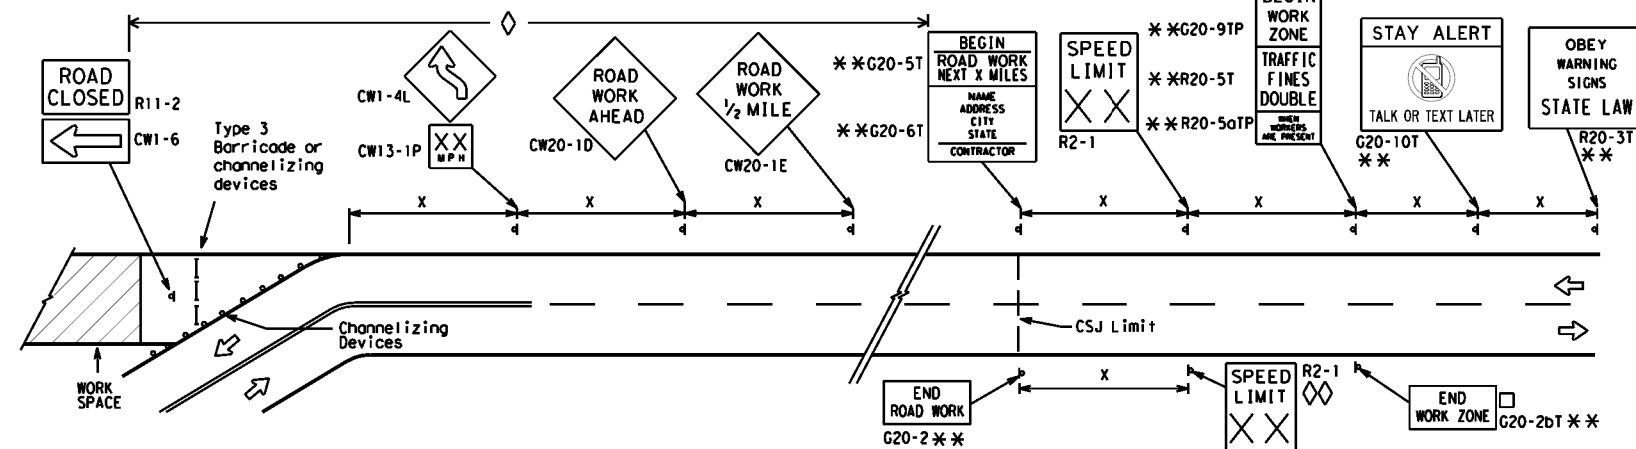 ROAD
CLOSED
R11-2
CW1-6
Type 3
Barricade or
channelizing
devices
CW1-4L
XX
MPH
CW13-1P
ROAD
WORK
AHEAD
CW20-1D
ROAD
WORK
1/2 MILE
CW20-1E
**G20-5T
**G20-6T
BEGIN
ROAD WORK
NEXT X MILES
NAME
ADDRESS
CITY
STATE
CONTRACTOR
SPEED
LIMIT
XX
R2-1
**G20-9TP
**R20-5T
**R20-5aTP
BEGIN
WORK
ZONE
TRAFFIC
FINES
DOUBLE
WHEN
WORKERS
ARE PRESENT
STAY ALERT
TALK OR TEXT LATER
G20-10T
**
OBEY
WARNING
SIGNS
STATE LAW
R20-3T
**
X
X
X
X
X
X
X
Channelizing
Devices
WORK
SPACE
CSJ Limit
END
ROAD WORK
G20-2**
X
SPEED
LIMIT
XX
R2-1
END
WORK ZONE
G20-2bT **